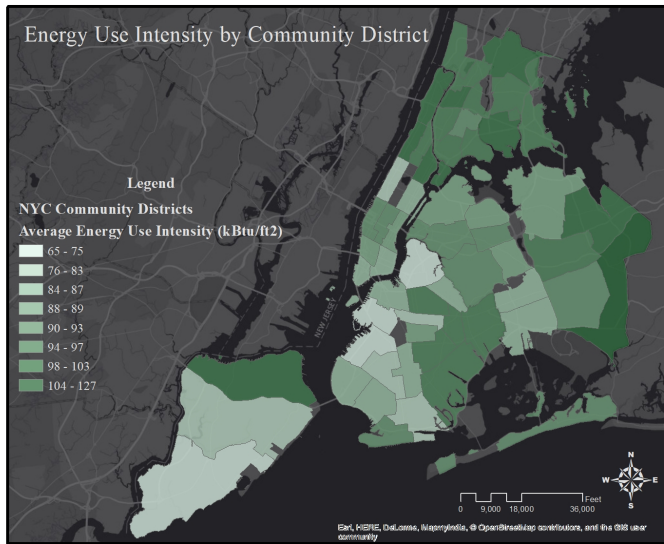 Energy Use Intensity by Community District
Legend
NYC Community Districts
Average Energy Use Intensity (kBtu/ft2)
65 - 75
76 - 83
84 - 87
88 - 89
90 - 93
94 - 97
98 - 103
104 - 127
NEW JERSEY
N
W E
S
Feet
0 9,000 18,000 36,000
Esri, HERE, DeLorme, MapmyIndia, © OpenStreetMap contributors, and the GIS user
community